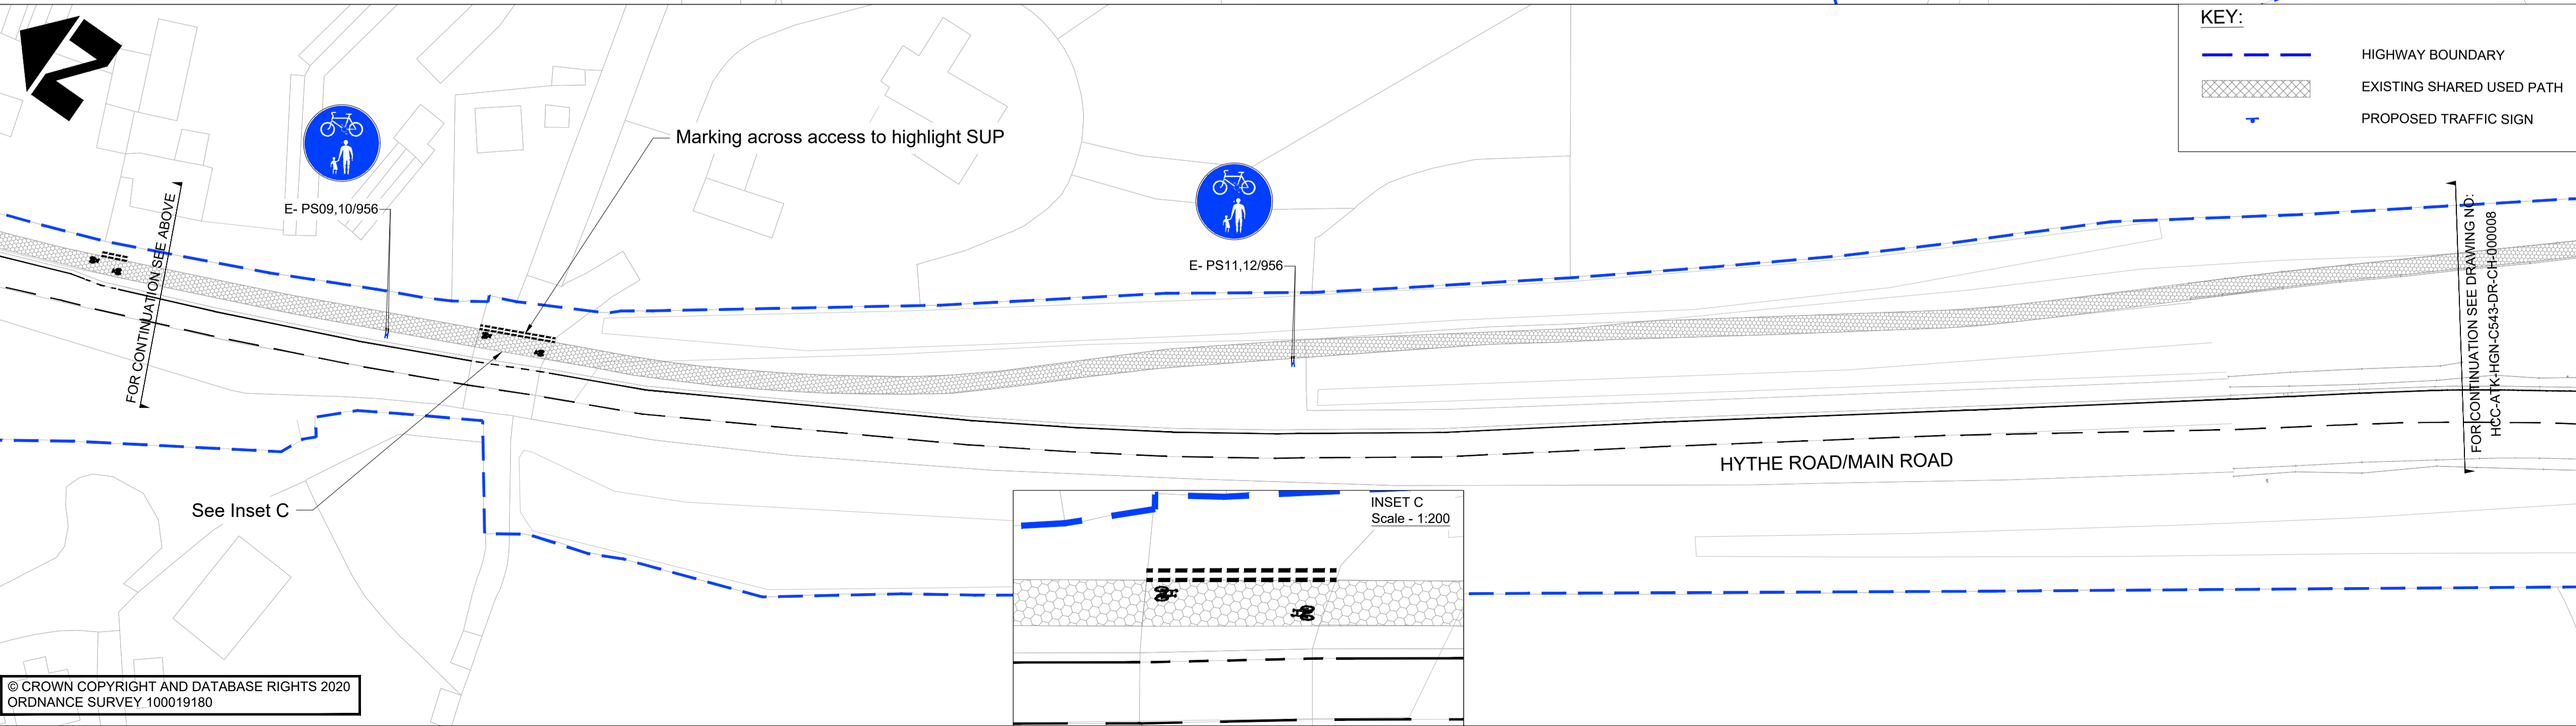 KEY:
HIGHWAY BOUNDARY
EXISTING SHARED USED PATH
PROPOSED TRAFFIC SIGN
Marking across access to highlight SUP
E- PS09,10/956
E- PS11,12/956
FOR CONTINUATION SEE ABOVE
FOR CONTINUATION SEE DRAWING NO:
HCC-ATK-HGN-C543-DR-CH-000008
HYTHE ROAD/MAIN ROAD
See Inset C
INSET C
Scale - 1:200
© CROWN COPYRIGHT AND DATABASE RIGHTS 2020
ORDNANCE SURVEY 100019180